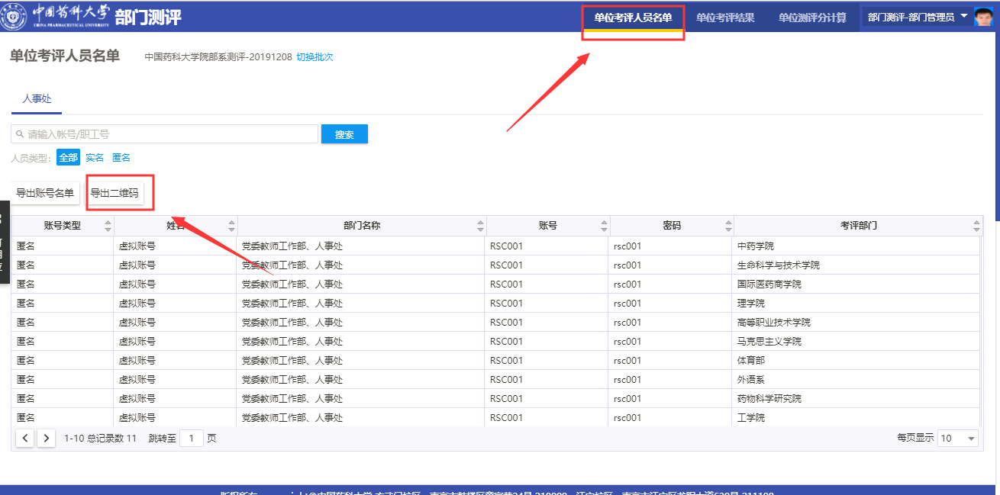 中国药科大学 部门测评 单位考评人员名单 单位考评结果 单位测评分计算 部门测评-部门管理员
CHINA PHARMACEUTICAL UNIVERSITY
单位考评人员名单 中国药科大学院部系测评-20191208 切换批次
人事处
请输入帐号/职工号 搜索
人员类型: 全部 实名 匿名
导出账号名单 导出二维码
账号类型 姓名 部门名称 账号 密码 考评部门
匿名 虚拟账号 党委教师工作部、人事处 RSC001 rsc001 中药学院
匿名 虚拟账号 党委教师工作部、人事处 RSC001 rsc001 生命科学与技术学院
匿名 虚拟账号 党委教师工作部、人事处 RSC001 rsc001 国际医药商学院
匿名 虚拟账号 党委教师工作部、人事处 RSC001 rsc001 理学院
匿名 虚拟账号 党委教师工作部、人事处 RSC001 rsc001 高等职业技术学院
匿名 虚拟账号 党委教师工作部、人事处 RSC001 rsc001 马克思主义学院
匿名 虚拟账号 党委教师工作部、人事处 RSC001 rsc001 体育部
匿名 虚拟账号 党委教师工作部、人事处 RSC001 rsc001 外语系
匿名 虚拟账号 党委教师工作部、人事处 RSC001 rsc001 药物科学研究院
匿名 虚拟账号 党委教师工作部、人事处 RSC001 rsc001 工学院
1-10 总记录数 11 跳转至 1 页 每页显示 10